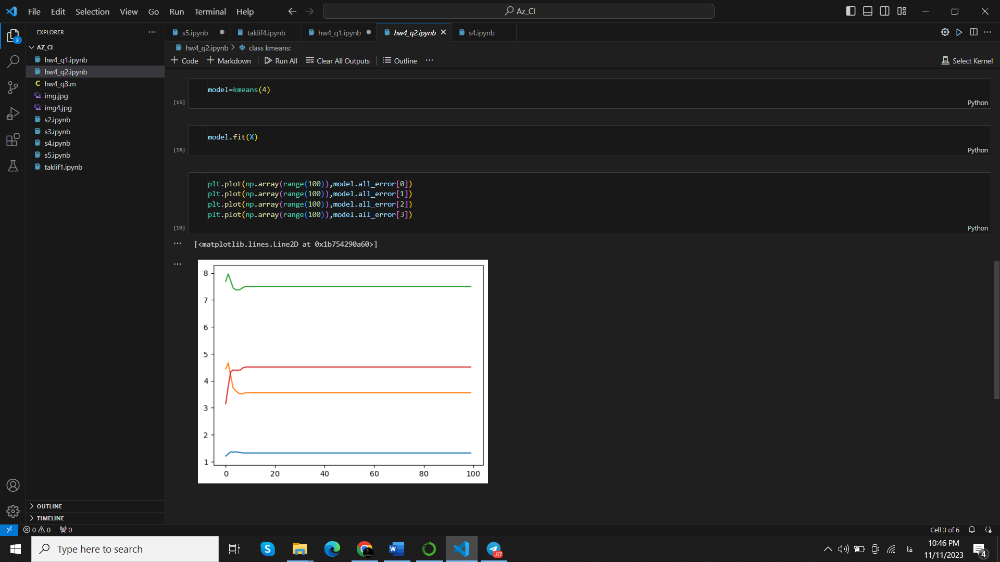 File Edit Selection View Go Run Terminal Help
Az_CI
EXPLORER
s5.ipynb
taklif4.ipynb
hw4_q1.ipynb
hw4_q2.ipynb
s4.ipynb
2
AZ_CI
hw4_q2.ipynb > class kmeans:
hw4_q1.ipynb
hw4_q2.ipynb
hw4_q3.m
img.jpg
img4.jpg
s2.ipynb
s3.ipynb
s4.ipynb
s5.ipynb
taklif1.ipynb
+ Code + Markdown Run All Clear All Outputs Outline ...
Select Kernel
model=kmeans(4)
[15]
Python
model.fit(X)
[16]
Python
plt.plot(np.array(range(100)),model.all_error[0])
plt.plot(np.array(range(100)),model.all_error[1])
plt.plot(np.array(range(100)),model.all_error[2])
plt.plot(np.array(range(100)),model.all_error[3])
[19]
Python
[<matplotlib.lines.Line2D at 0x1b754290a60>]
8
7
6
5
4
3
2
1
0 20 40 60 80 100
OUTLINE
TIMELINE
0 0 0
Cell 3 of 6
Type here to search
..07
فا
10:46 PM
11/11/2023
4